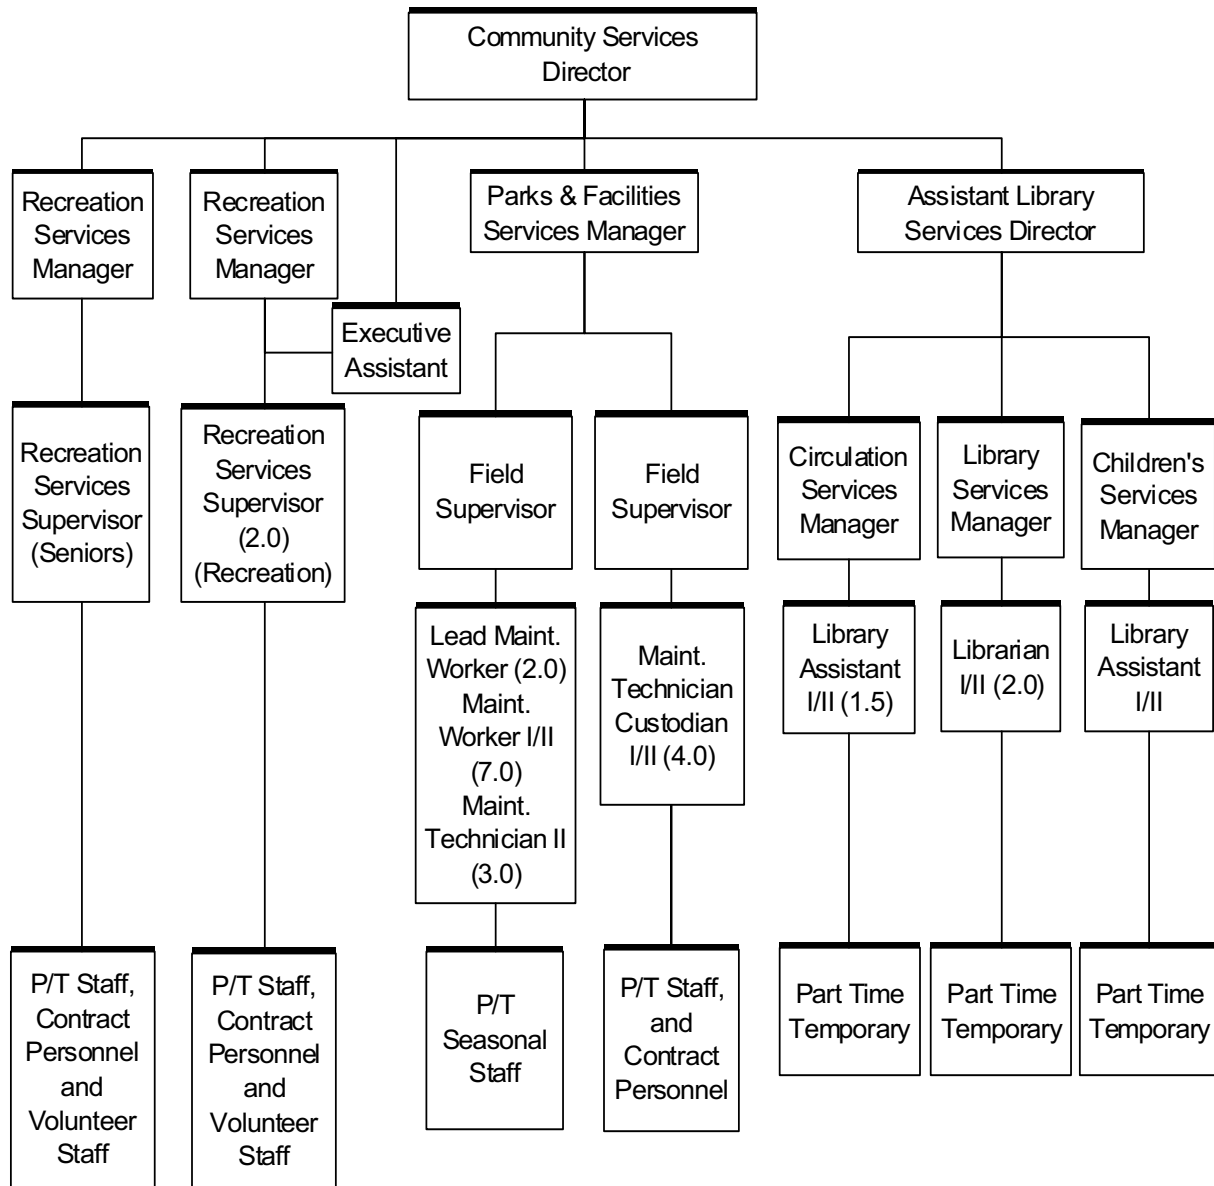 Community Services
Director
Recreation
Services
Manager
Recreation
Services
Manager
Parks & Facilities
Services Manager
Assistant Library
Services Director
Executive
Assistant
Recreation
Services
Supervisor
(Seniors)
Recreation
Services
Supervisor
(2.0)
(Recreation)
Field
Supervisor
Field
Supervisor
Circulation
Services
Manager
Library
Services
Manager
Children's
Services
Manager
Lead Maint.
Worker (2.0)
Maint.
Worker I/II
(7.0)
Maint.
Technician II
(3.0)
Maint.
Technician
Custodian
I/II (4.0)
Library
Assistant
I/II (1.5)
Librarian
I/II (2.0)
Library
Assistant
I/II
P/T Staff,
Contract
Personnel
and
Volunteer
Staff
P/T Staff,
Contract
Personnel
and
Volunteer
Staff
P/T
Seasonal
Staff
P/T Staff,
and
Contract
Personnel
Part Time
Temporary
Part Time
Temporary
Part Time
Temporary